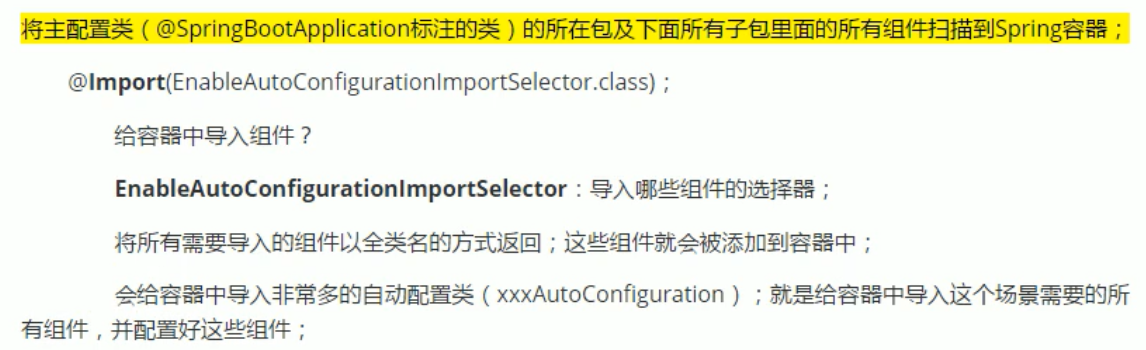 将主配置类（@SpringBootApplication标注的类）的所在包及下面所有子包里面的所有组件扫描到Spring容器；
@Import(EnableAutoConfigurationImportSelector.class)；
给容器中导入组件？
EnableAutoConfigurationImportSelector：导入哪些组件的选择器；
将所有需要导入的组件以全类名的方式返回；这些组件就会被添加到容器中；
会给容器中导入非常多的自动配置类（xxxAutoConfiguration）；就是给容器中导入这个场景需要的所
有组件，并配置好这些组件；